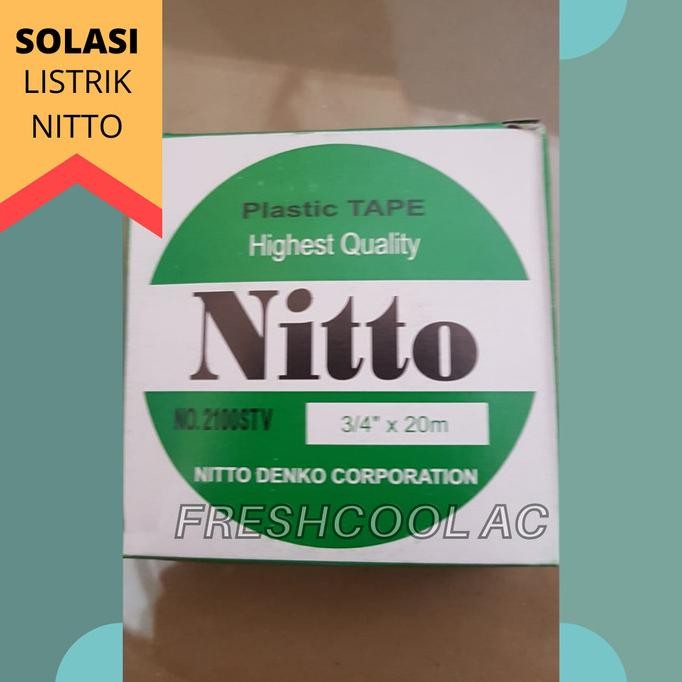 SOLASI
LISTRIK
NITTO
Plastic TAPE
Highest Quality
Nitto
NO. 2100STV
3/4" x 20m
NITTO DENKO CORPORATION
FRESHCOOL AC